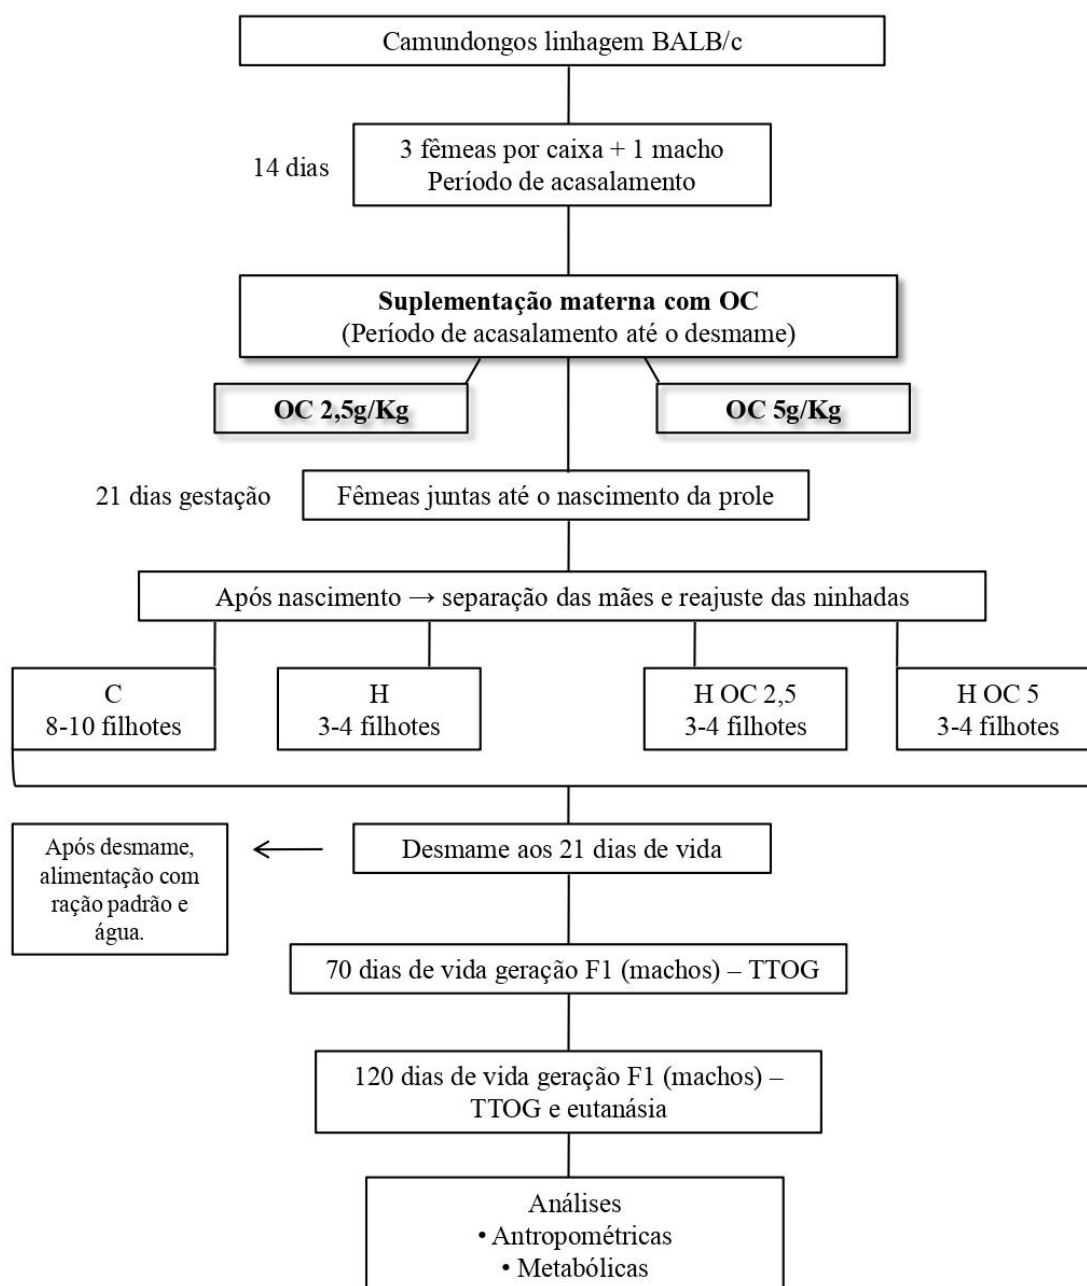 Camundongos linhagem BALB/c
14 dias
3 fêmeas por caixa + 1 macho
Período de acasalamento
Suplementação materna com OC
(Período de acasalamento até o desmame)
OC 2,5g/Kg
OC 5g/Kg
21 dias gestação
Fêmeas juntas até o nascimento da prole
Após nascimento → separação das mães e reajuste das ninhadas
C
8-10 filhotes
H
3-4 filhotes
H OC 2,5
3-4 filhotes
H OC 5
3-4 filhotes
Após desmame,
alimentação com
ração padrão e
água.
Desmame aos 21 dias de vida
70 dias de vida geração F1 (machos) – TTOG
120 dias de vida geração F1 (machos) –
TTOG e eutanásia
Análises
• Antropométricas
• Metabólicas